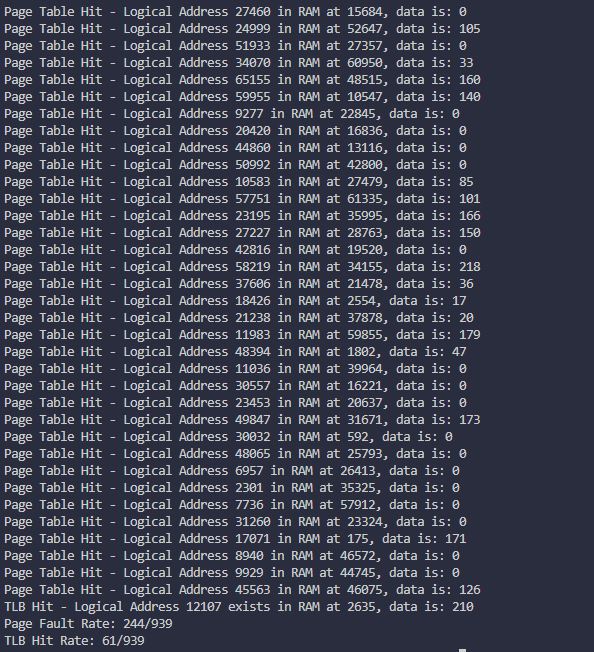 Page Table Hit - Logical Address 27460 in RAM at 15684, data is: 0
Page Table Hit - Logical Address 24999 in RAM at 52647, data is: 105
Page Table Hit - Logical Address 51933 in RAM at 27357, data is: 0
Page Table Hit - Logical Address 34070 in RAM at 60950, data is: 33
Page Table Hit - Logical Address 65155 in RAM at 48515, data is: 160
Page Table Hit - Logical Address 59955 in RAM at 10547, data is: 140
Page Table Hit - Logical Address 9277 in RAM at 22845, data is: 0
Page Table Hit - Logical Address 20420 in RAM at 16836, data is: 0
Page Table Hit - Logical Address 44860 in RAM at 13116, data is: 0
Page Table Hit - Logical Address 50992 in RAM at 42800, data is: 0
Page Table Hit - Logical Address 10583 in RAM at 27479, data is: 85
Page Table Hit - Logical Address 57751 in RAM at 61335, data is: 101
Page Table Hit - Logical Address 23195 in RAM at 35995, data is: 166
Page Table Hit - Logical Address 27227 in RAM at 28763, data is: 150
Page Table Hit - Logical Address 42816 in RAM at 19520, data is: 0
Page Table Hit - Logical Address 58219 in RAM at 34155, data is: 218
Page Table Hit - Logical Address 37606 in RAM at 21478, data is: 36
Page Table Hit - Logical Address 18426 in RAM at 2554, data is: 17
Page Table Hit - Logical Address 21238 in RAM at 37878, data is: 20
Page Table Hit - Logical Address 11983 in RAM at 59855, data is: 179
Page Table Hit - Logical Address 48394 in RAM at 1802, data is: 47
Page Table Hit - Logical Address 11036 in RAM at 39964, data is: 0
Page Table Hit - Logical Address 30557 in RAM at 16221, data is: 0
Page Table Hit - Logical Address 23453 in RAM at 20637, data is: 0
Page Table Hit - Logical Address 49847 in RAM at 31671, data is: 173
Page Table Hit - Logical Address 30032 in RAM at 592, data is: 0
Page Table Hit - Logical Address 48065 in RAM at 25793, data is: 0
Page Table Hit - Logical Address 6957 in RAM at 26413, data is: 0
Page Table Hit - Logical Address 2301 in RAM at 35325, data is: 0
Page Table Hit - Logical Address 7736 in RAM at 57912, data is: 0
Page Table Hit - Logical Address 31260 in RAM at 23324, data is: 0
Page Table Hit - Logical Address 17071 in RAM at 175, data is: 171
Page Table Hit - Logical Address 8940 in RAM at 46572, data is: 0
Page Table Hit - Logical Address 9929 in RAM at 44745, data is: 0
Page Table Hit - Logical Address 45563 in RAM at 46075, data is: 126
TLB Hit - Logical Address 12107 exists in RAM at 2635, data is: 210
Page Fault Rate: 244/939
TLB Hit Rate: 61/939